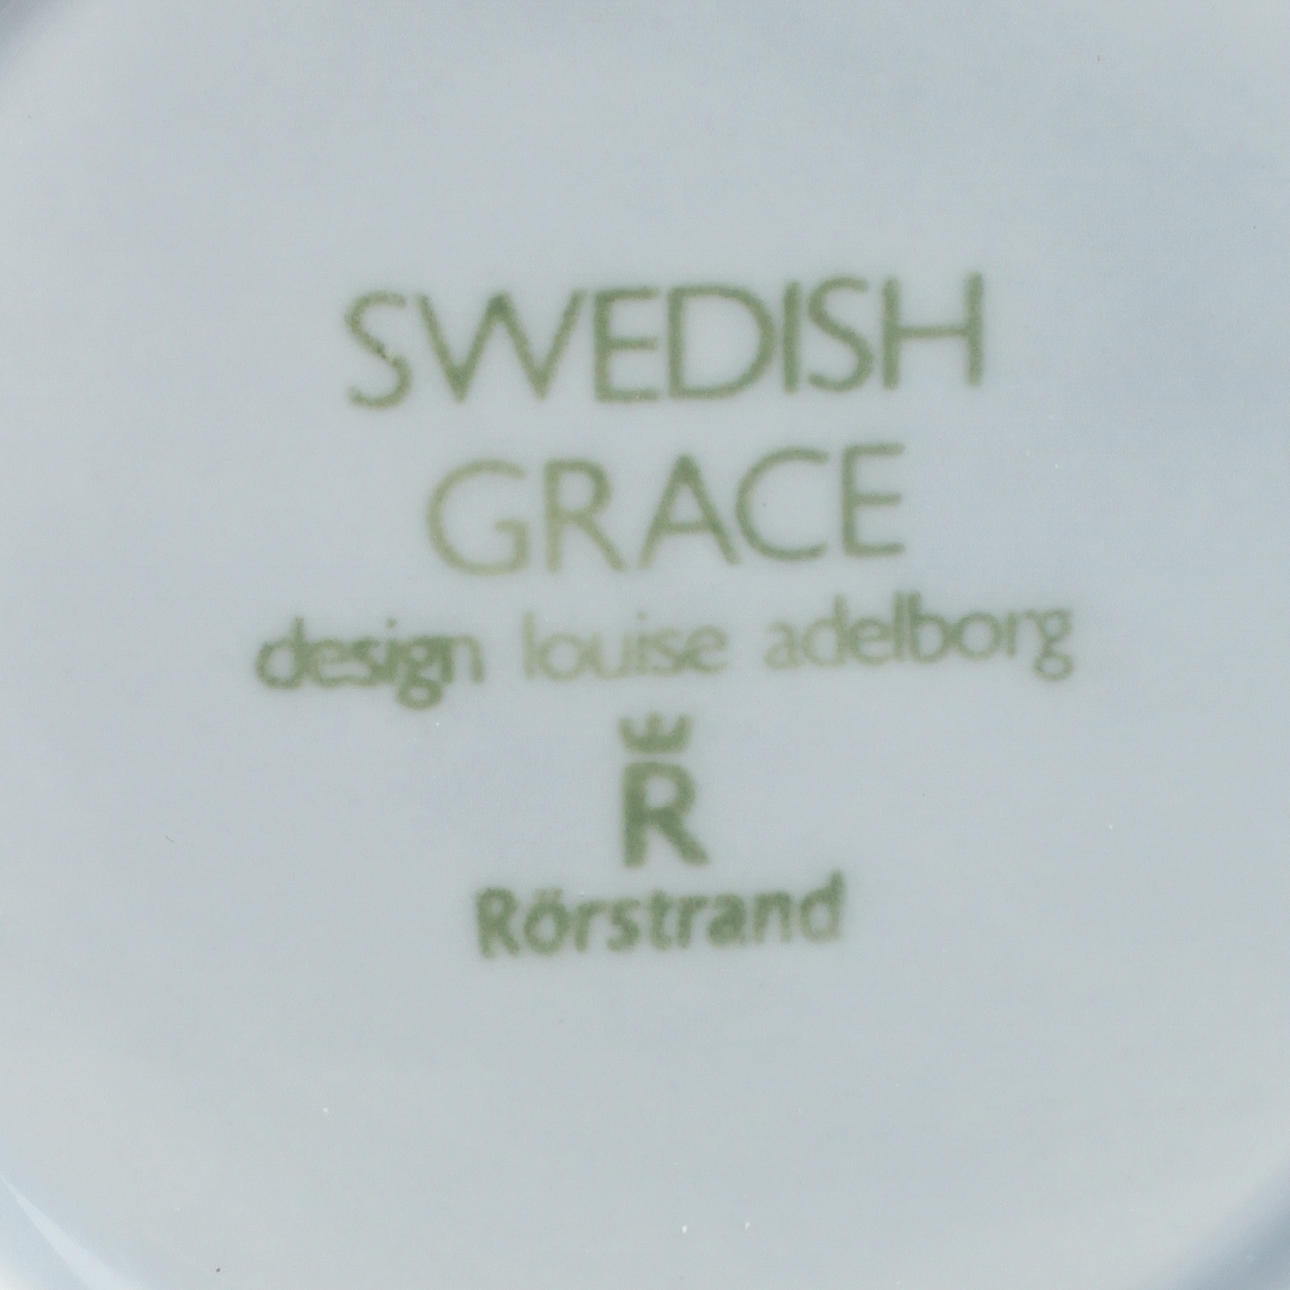 SWEDISH
GRACE
design louise adelborg
R
Rörstrand